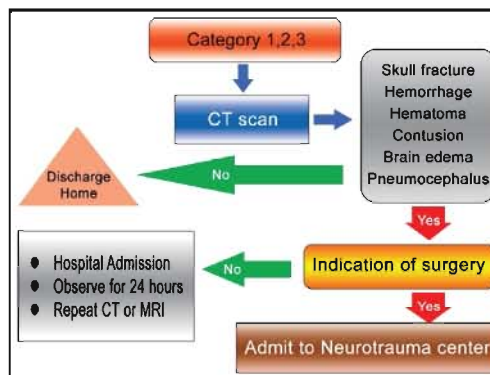 Category 1,2,3
CT scan
Skull fracture
Hemorrhage
Hematoma
Contusion
Brain edema
Pneumocephalus
No
Discharge
Home
Yes
Indication of surgery
No
● Hospital Admission
● Observe for 24 hours
● Repeat CT or MRI
Yes
Admit to Neurotrauma center